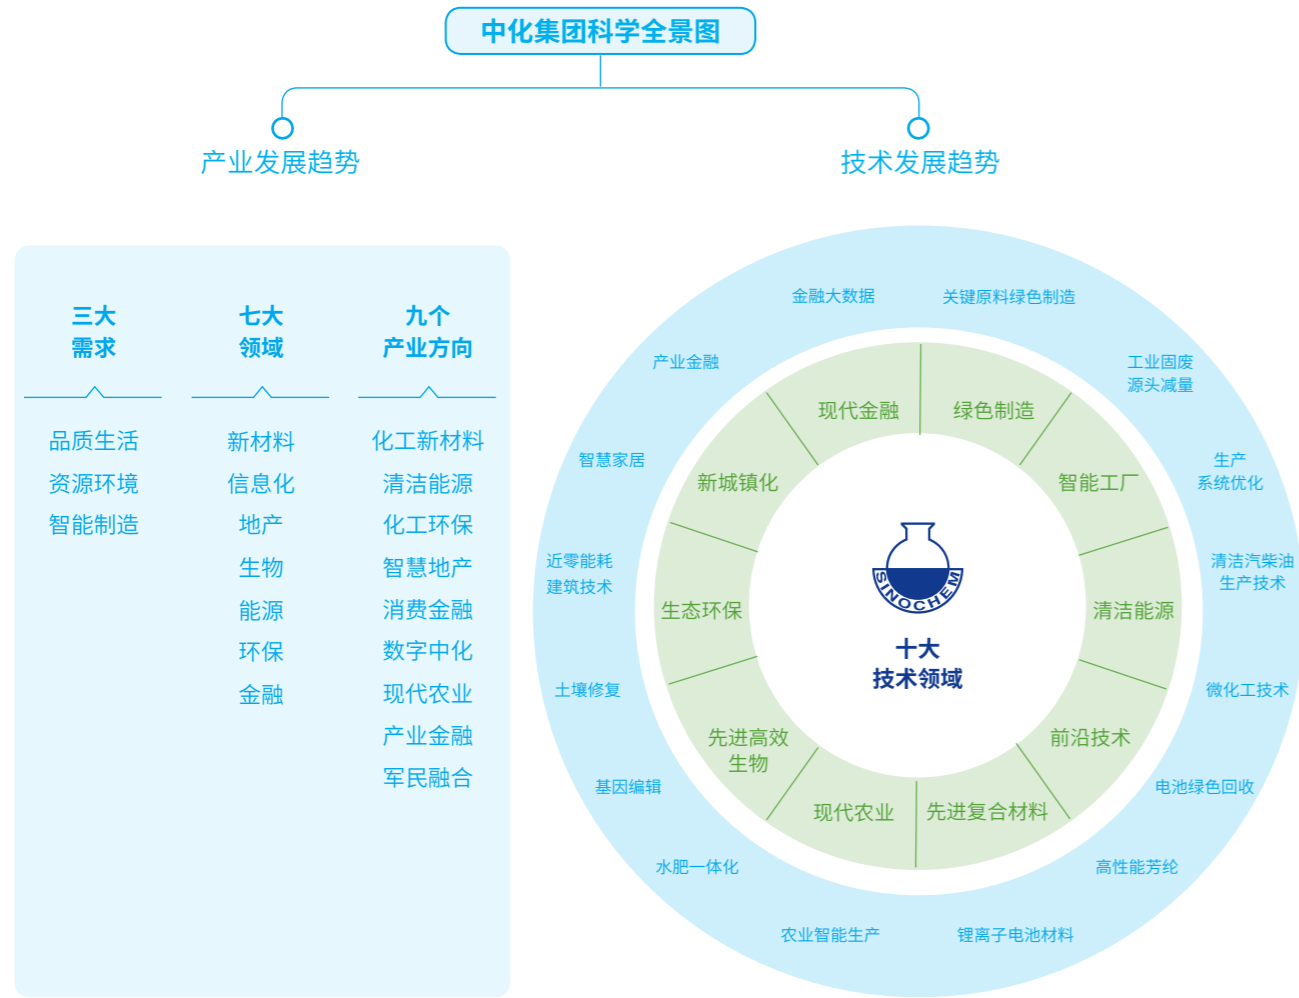 中化集团科学全景图
产业发展趋势
技术发展趋势
三大
需求
品质生活
资源环境
智能制造
七大
领域
新材料
信息化
地产
生物
能源
环保
金融
九个
产业方向
化工新材料
清洁能源
化工环保
智慧地产
消费金融
数字中化
现代农业
产业金融
军民融合
金融大数据
关键原料绿色制造
工业固废
源头减量
生产
系统优化
清洁汽柴油
生产技术
微化工技术
电池绿色回收
高性能芳纶
锂离子电池材料
农业智能生产
水肥一体化
基因编辑
土壤修复
近零能耗
建筑技术
智慧家居
产业金融
现代金融
绿色制造
智能工厂
清洁能源
前沿技术
先进复合材料
现代农业
先进高效
生物
生态环保
新城镇化
SINOCHEM
十大
技术领域